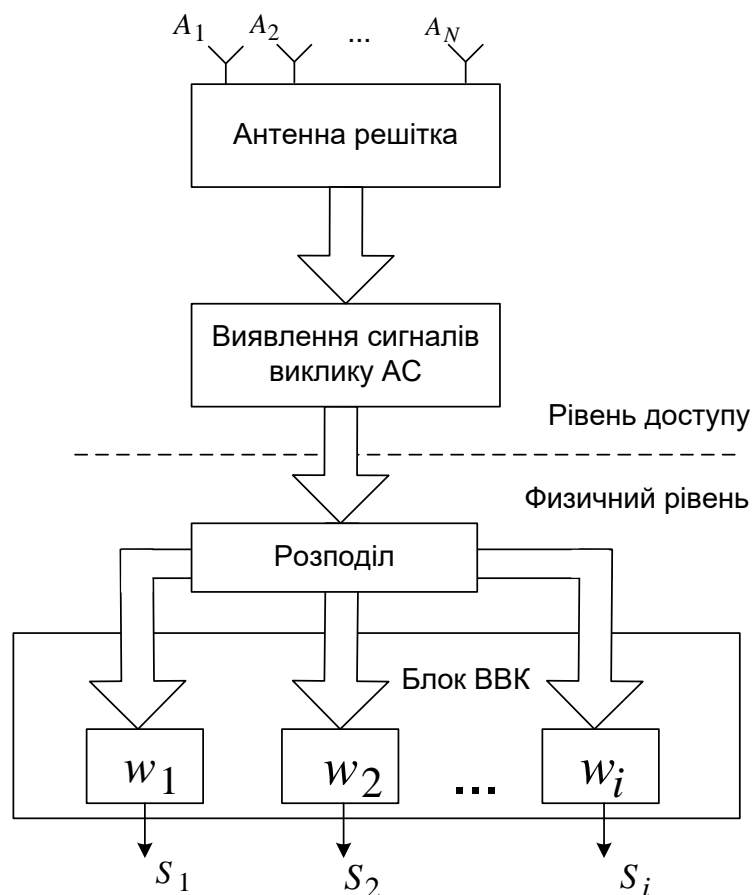 A1 A2 ... AN
Антенна решітка
Виявлення сигналів
виклику АС
Рівень доступу
Физичний рівень
Розподіл
Блок ВВК
w1 w2 ... wi
S1 S2 Si